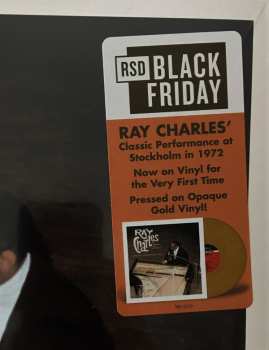 RSD BLACK
FRIDAY
RAY CHARLES'
Classic Performance at
Stockholm in 1972
Now on Vinyl for
the Very First Time
Pressed on Opaque
Gold Vinyl!
RAY
Charles